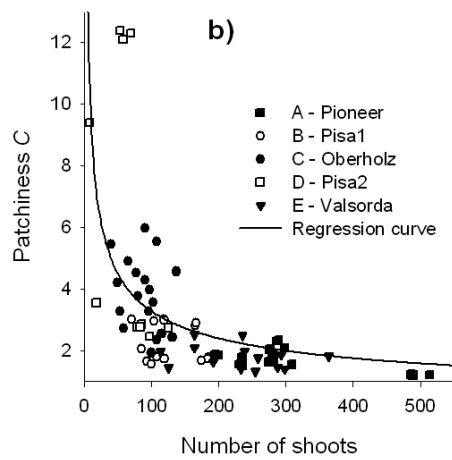 b)
12
10
8
6
4
2
Patchiness C
A - Pioneer
B - Pisa1
C - Oberholz
D - Pisa2
E - Valsorda
Regression curve
0 100 200 300 400 500
Number of shoots